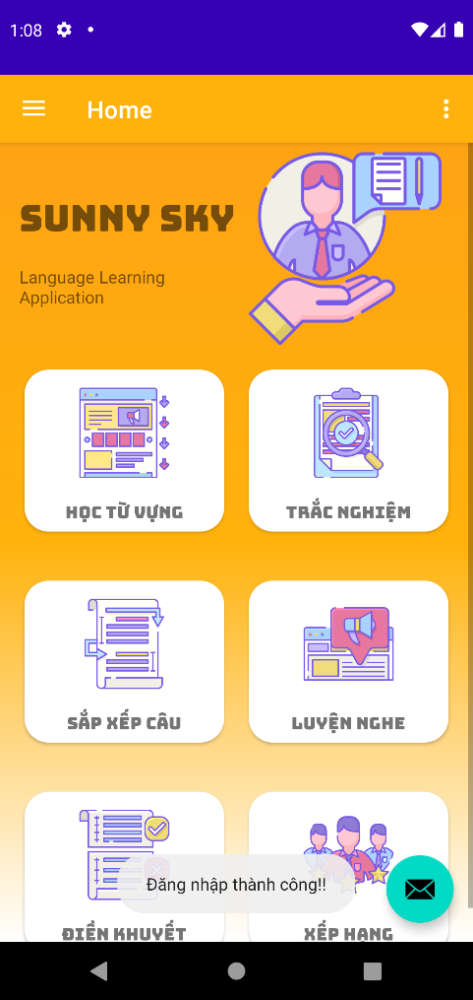 1:08
Home
SUNNY SKY
Language Learning
Application
HỌC TỪ VỰNG
TRẮC NGHIỆM
SẮP XẾP CÂU
LUYỆN NGHE
ĐIỀN KHUYẾT
XẾP HẠNG
Đăng nhập thành công!!